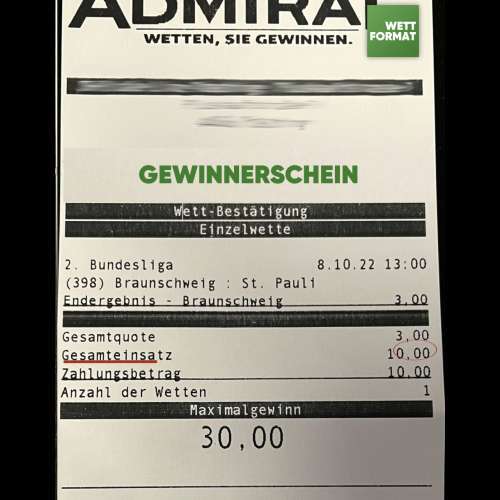 ADMIRAL
WETTEN, SIE GEWINNEN.
WETT
FORMAT
GEWINNERSCHEIN
Wett-Bestätigung
Einzelwette
2. Bundesliga 8.10.22 13:00
(398) Braunschweig : St. Pauli
Endergebnis - Braunschweig 3,00
Gesamtquote 3,00
Gesamteinsatz 10,00
Zahlungsbetrag 10,00
Anzahl der Wetten 1
Maximalgewinn
30,00